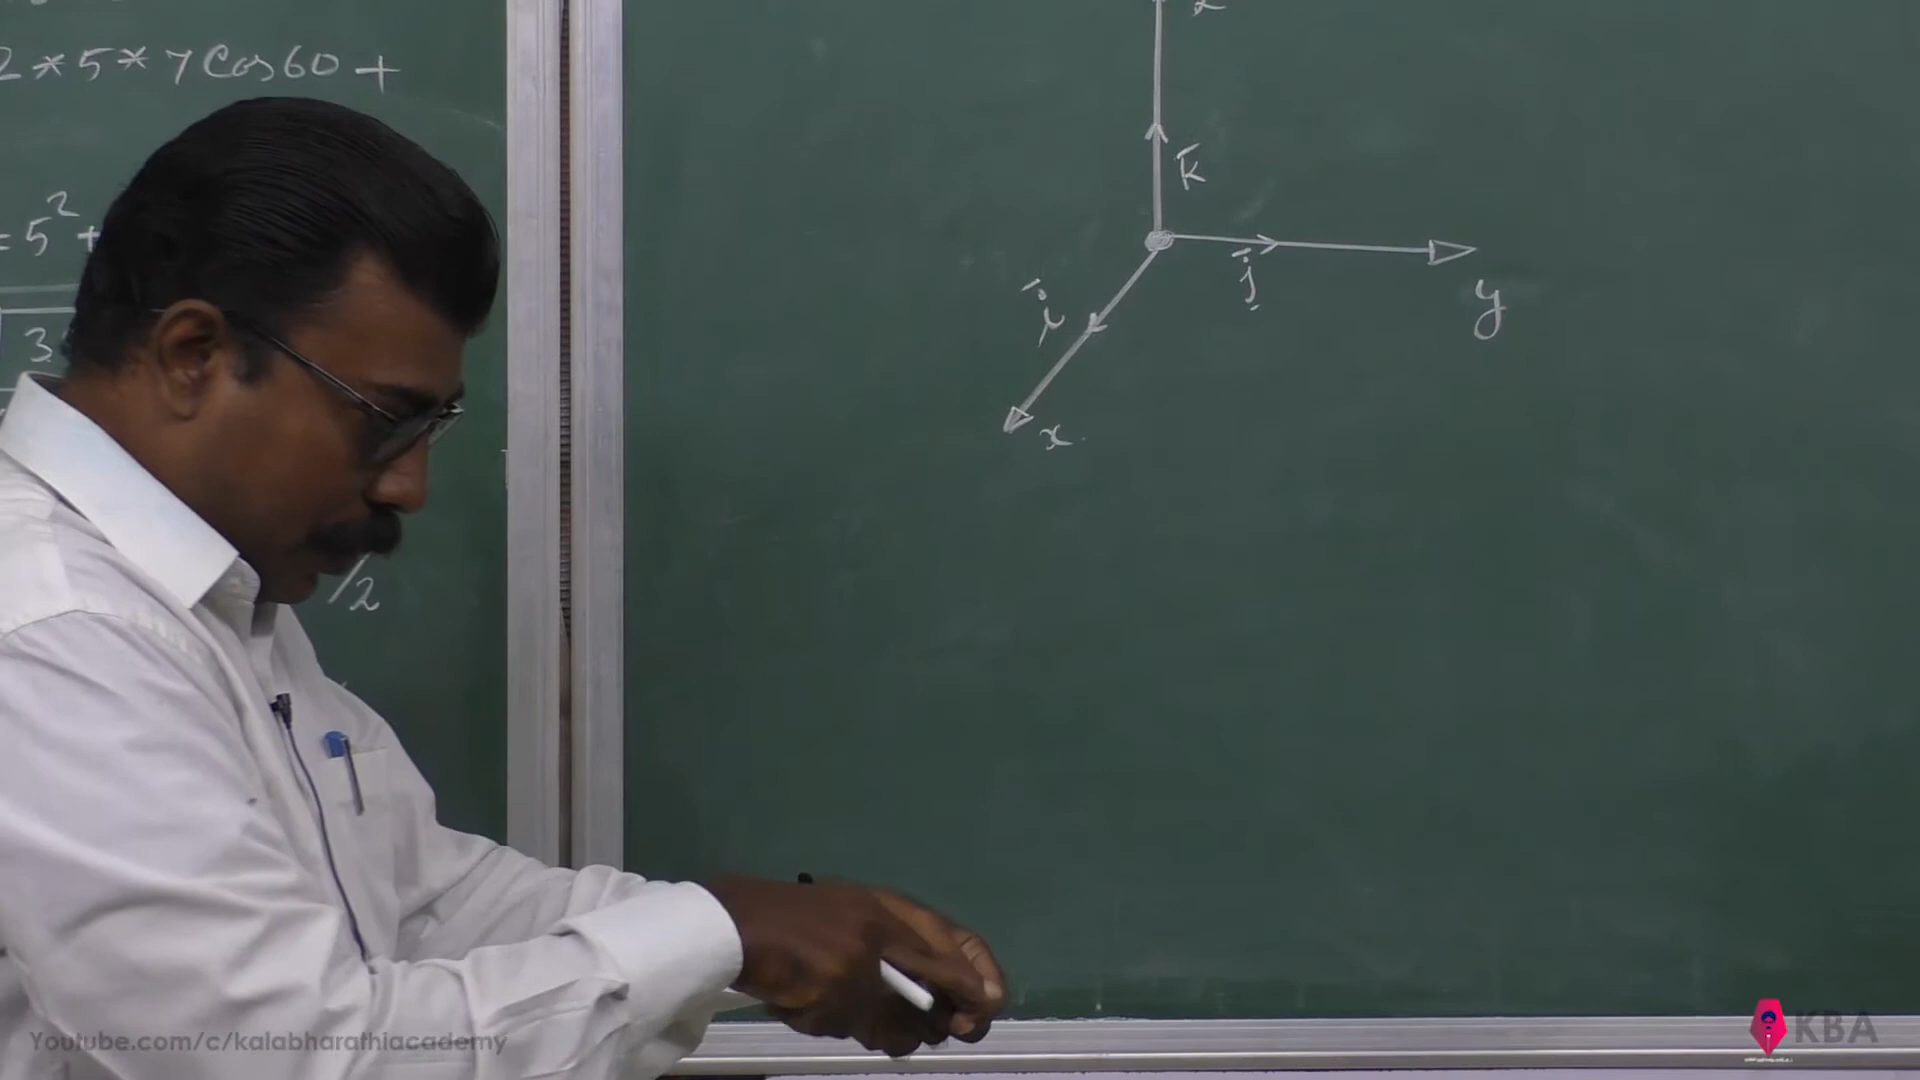 2*5*7 Cos60 +
= 5² +
3
/2
z
k̄
j̄
y
ī
x
Youtube.com/c/kalabharathiacademy
KBA